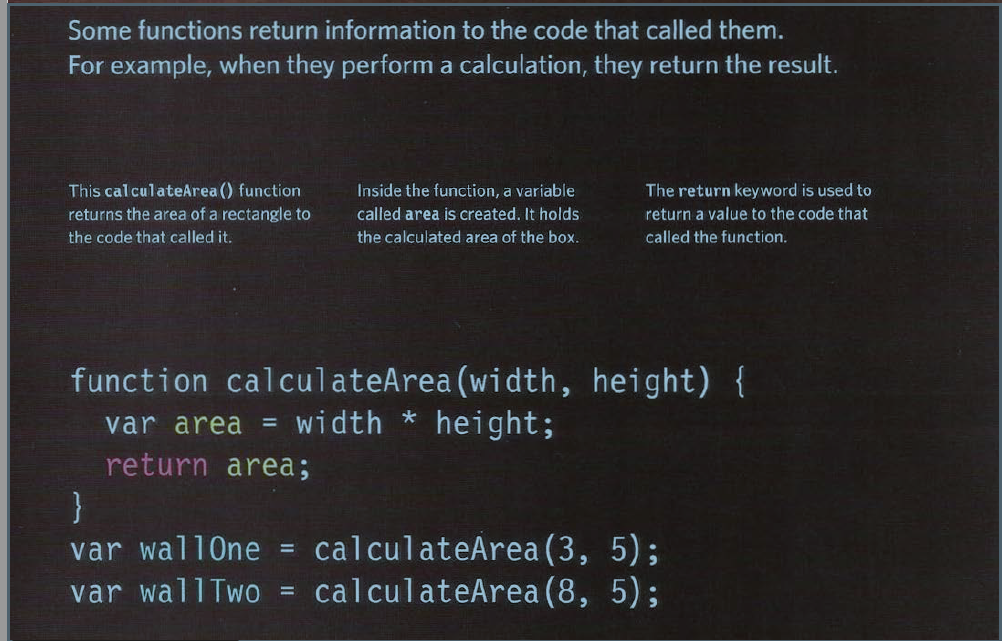 Some functions return information to the code that called them.
For example, when they perform a calculation, they return the result.
This calculateArea() function
returns the area of a rectangle to
the code that called it.
Inside the function, a variable
called area is created. It holds
the calculated area of the box.
The return keyword is used to
return a value to the code that
called the function.
function calculateArea(width, height) {
  var area = width * height;
  return area;
}
var wallOne = calculateArea(3, 5);
var wallTwo = calculateArea(8, 5);